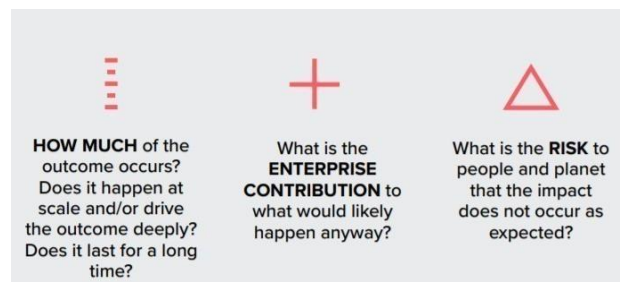 HOW MUCH of the
outcome occurs?
Does it happen at
scale and/or drive
the outcome deeply?
Does it last for a long
time?
What is the
ENTERPRISE
CONTRIBUTION to
what would likely
happen anyway?
What is the RISK to
people and planet
that the impact
does not occur as
expected?